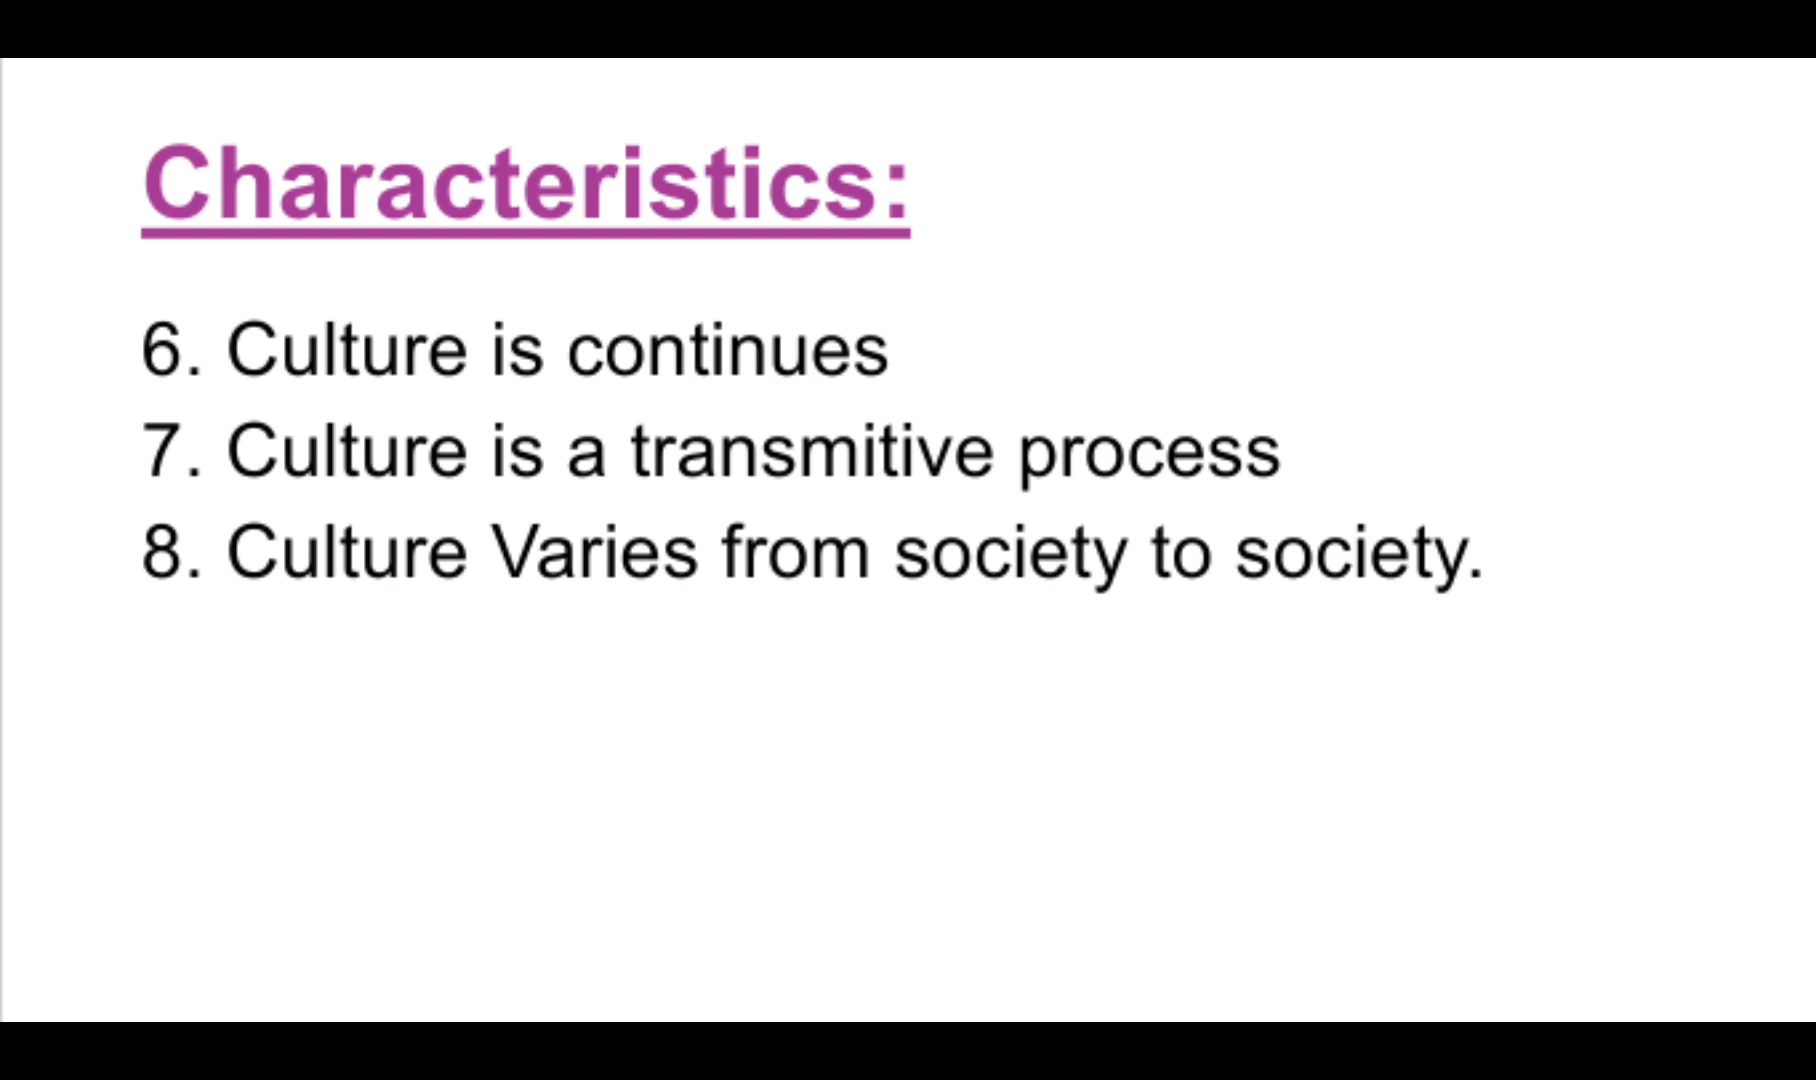 Characteristics:
6. Culture is continues
7. Culture is a transmitive process
8. Culture Varies from society to society.